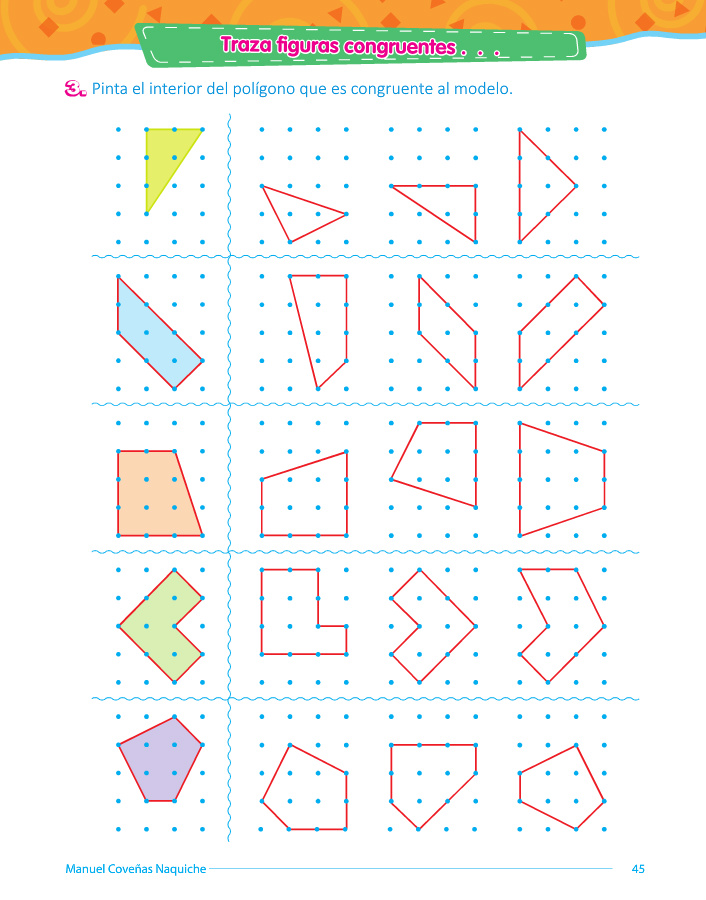 Traza figuras congruentes . . .
3. Pinta el interior del polígono que es congruente al modelo.
Manuel Coveñas Naquiche 45